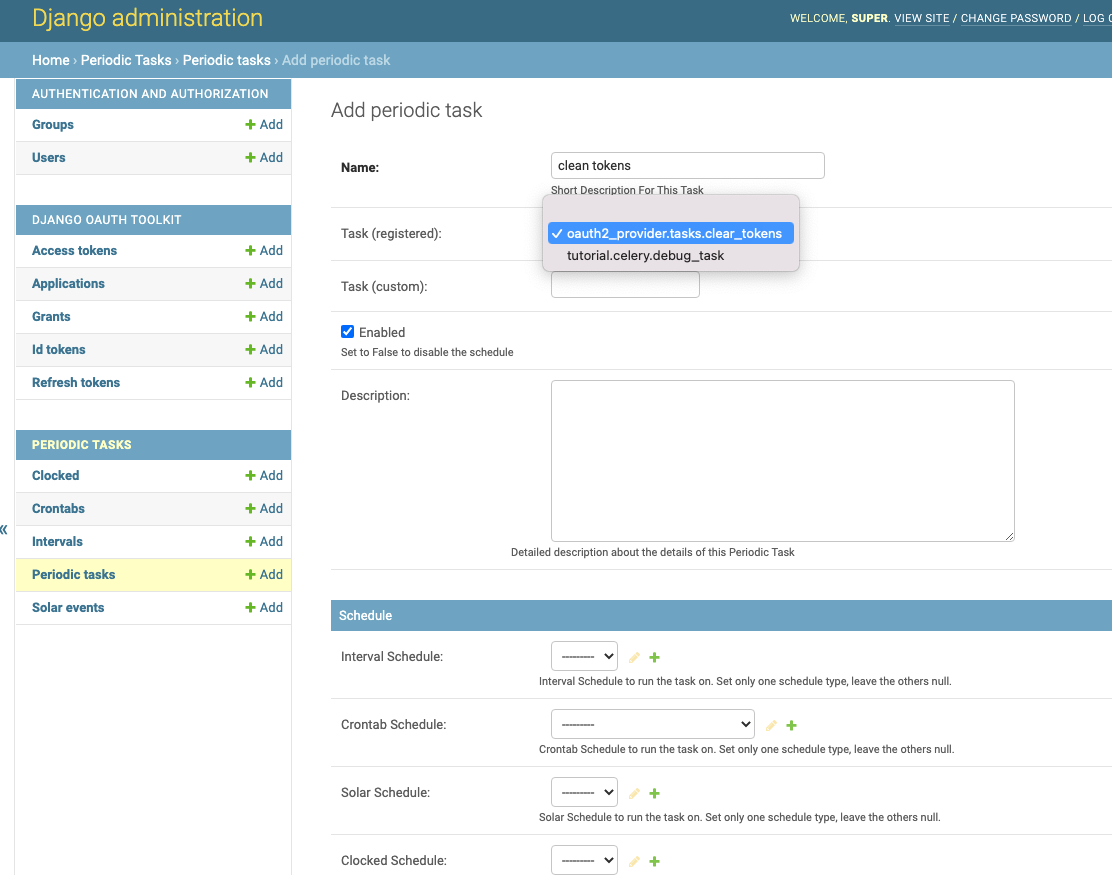 Django administration
WELCOME, SUPER. VIEW SITE / CHANGE PASSWORD / LOG
Home › Periodic Tasks › Periodic tasks › Add periodic task
AUTHENTICATION AND AUTHORIZATION
Groups + Add
Users + Add
DJANGO OAUTH TOOLKIT
Access tokens + Add
Applications + Add
Grants + Add
Id tokens + Add
Refresh tokens + Add
PERIODIC TASKS
Clocked + Add
Crontabs + Add
Intervals + Add
Periodic tasks + Add
Solar events + Add
«
Add periodic task
Name: clean tokens
Short Description For This Task
Task (registered):
✓ oauth2_provider.tasks.clear_tokens
tutorial.celery.debug_task
Task (custom):
Enabled
Set to False to disable the schedule
Description:
Detailed description about the details of this Periodic Task
Schedule
Interval Schedule: ---------
Interval Schedule to run the task on. Set only one schedule type, leave the others null.
Crontab Schedule: ---------
Crontab Schedule to run the task on. Set only one schedule type, leave the others null.
Solar Schedule: ---------
Solar Schedule to run the task on. Set only one schedule type, leave the others null.
Clocked Schedule: ---------